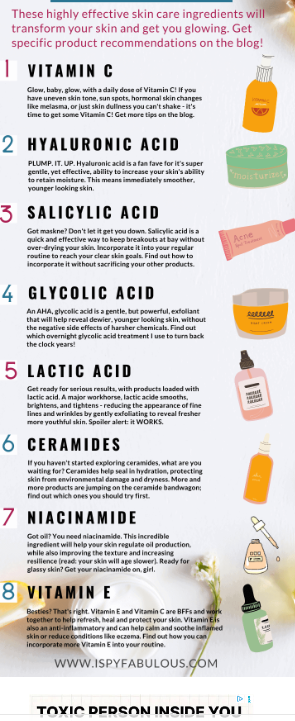 These highly effective skin care ingredients will
transform your skin and get you glowing. Get
specific product recommendations on the blog!
1 VITAMIN C
Glow, baby, glow, with a daily dose of Vitamin C! If you
have uneven skin tone, sun spots, hormonal skin changes
like melasma, or just skin dullness you can't shake - it's
time to get some Vitamin C! Get more tips on the blog.
2 HYALURONIC ACID
PLUMP. IT. UP. Hyaluronic acid is a fan fave for it's super
gentle, yet effective, ability to increase your skin's ability
to retain moisture. This means immediately smoother,
younger looking skin.
3 SALICYLIC ACID
Got maskne? Don't let it get you down. Salicylic acid is a
quick and effective way to keep breakouts at bay without
over-drying your skin. Incorporate it into your regular
routine to reach your clear skin goals. Find out how to
incorporate it without sacrificing your other products.
Acne
4 GLYCOLIC ACID
An AHA, glycolic acid is a gentle, but powerful, exfoliant
that will help reveal dewier, younger looking skin, without
the negative side effects of harsher chemicals. Find out
which overnight glycolic acid treatment I use to turn back
the clock years!
5 LACTIC ACID
Get ready for serious results, with products loaded with
lactic acid. A major workhorse, lactic acide smooths,
brightens, and tightens - reducing the appearance of fine
lines and wrinkles by gently exfoliating to reveal fresher
more youthful skin. Spoiler alert: it WORKS.
6 CERAMIDES
If you haven't started exploring ceramides, what are you
waiting for? Ceramides help seal in hydration, protecting
skin from environmental damage and dryness. More and
more products are jumping on the ceramide bandwagon;
find out which ones you should try first.
7 NIACINAMIDE
Got oil? You need niacinamide. This incredible
ingredient will help your skin regulate oil production,
while also improving the texture and increasing
resilience (read: your skin will age slower). Ready for
glassy skin? Get your niacinamide on, girl.
8 VITAMIN E
Besties? That's right. Vitamin E and Vitamin C are BFFs and work
together to help refresh, heal and protect your skin. Vitamin E is
also an anti-inflammatory and can help calm and soothe inflamed
skin or reduce conditions like eczema. Find out how you can
incorporate more Vitamin E into your routine.
WWW.ISPYFABULOUS.COM
TOXIC PERSON INSIDE YOU